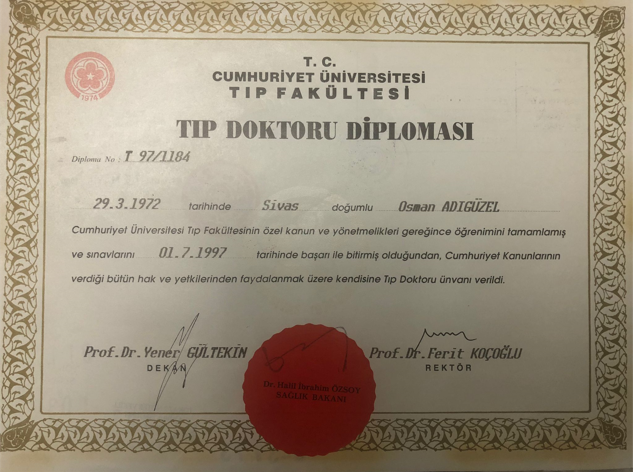 T. C.
CUMHURİYET ÜNİVERSİTESİ
TIP FAKÜLTESİ
1974
TIP DOKTORU DİPLOMASI
Diploma No : T 97/1184
29.3.1972 tarihinde Sivas doğumlu Osman ADIGÜZEL
Cumhuriyet Üniversitesi Tıp Fakültesinin özel kanun ve yönetmelikleri gereğince öğrenimini tamamlamış
ve sınavlarını 01.7.1997 tarihinde başarı ile bitirmiş olduğundan, Cumhuriyet Kanunlarının
verdiği bütün hak ve yetkilerinden faydalanmak üzere kendisine Tıp Doktoru ünvanı verildi.
Prof.Dr.Yener GÜLTEKİN
DEKAN
Prof.Dr.Ferit KOÇOĞLU
REKTÖR
Dr. Halil İbrahim ÖZSOY
SAĞLIK BAKANI